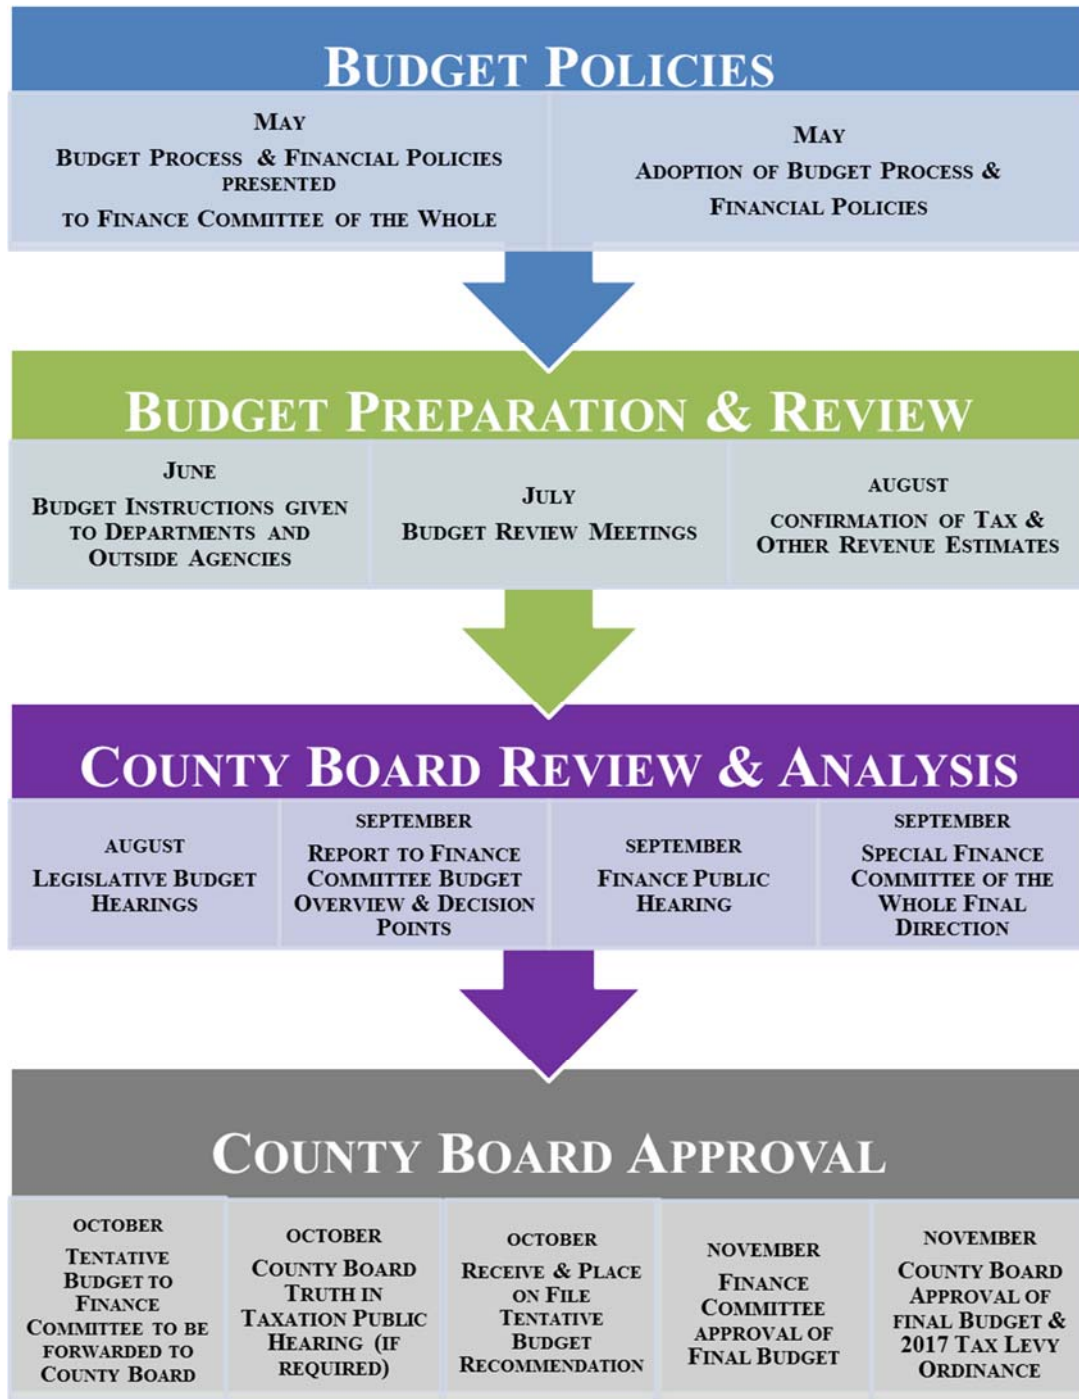 BUDGET POLICIES
MAY
BUDGET PROCESS & FINANCIAL POLICIES
PRESENTED
TO FINANCE COMMITTEE OF THE WHOLE
MAY
ADOPTION OF BUDGET PROCESS &
FINANCIAL POLICIES
BUDGET PREPARATION & REVIEW
JUNE
BUDGET INSTRUCTIONS GIVEN
TO DEPARTMENTS AND
OUTSIDE AGENCIES
JULY
BUDGET REVIEW MEETINGS
AUGUST
CONFIRMATION OF TAX &
OTHER REVENUE ESTIMATES
COUNTY BOARD REVIEW & ANALYSIS
AUGUST
LEGISLATIVE BUDGET
HEARINGS
SEPTEMBER
REPORT TO FINANCE
COMMITTEE BUDGET
OVERVIEW & DECISION
POINTS
SEPTEMBER
FINANCE PUBLIC
HEARING
SEPTEMBER
SPECIAL FINANCE
COMMITTEE OF THE
WHOLE FINAL
DIRECTION
COUNTY BOARD APPROVAL
OCTOBER
TENTATIVE
BUDGET TO
FINANCE
COMMITTEE TO BE
FORWARDED TO
COUNTY BOARD
OCTOBER
COUNTY BOARD
TRUTH IN
TAXATION PUBLIC
HEARING (IF
REQUIRED)
OCTOBER
RECEIVE & PLACE
ON FILE
TENTATIVE
BUDGET
RECOMMENDATION
NOVEMBER
FINANCE
COMMITTEE
APPROVAL OF
FINAL BUDGET
NOVEMBER
COUNTY BOARD
APPROVAL OF
FINAL BUDGET &
2017 TAX LEVY
ORDINANCE